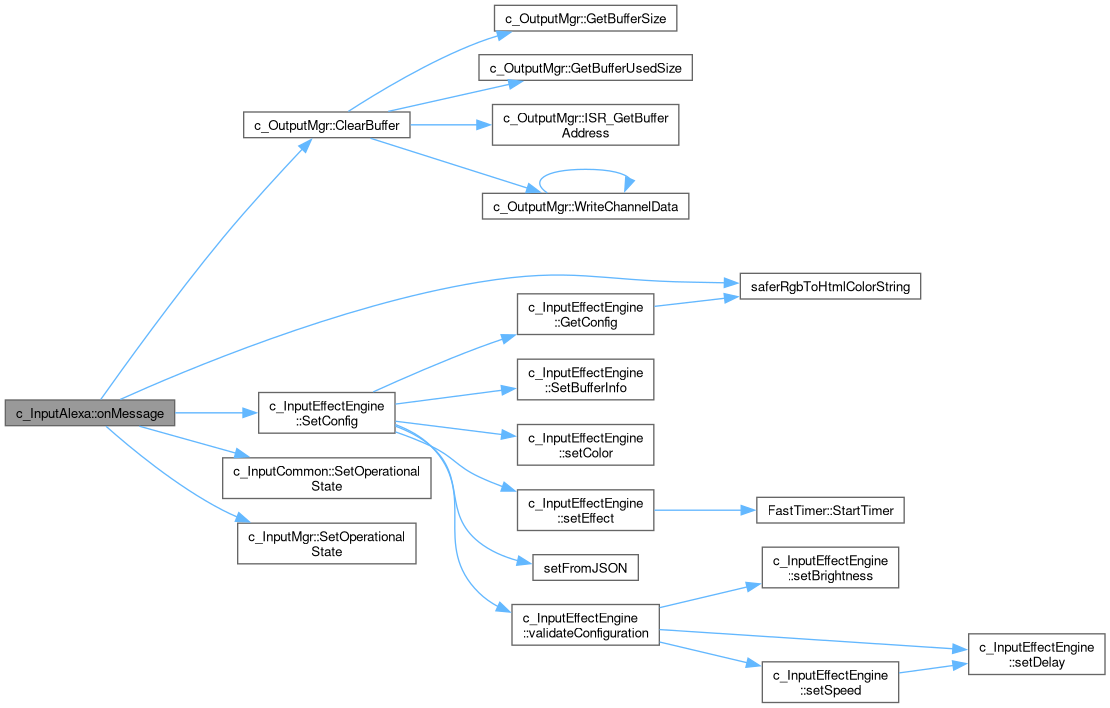 c_OutputMgr::GetBufferSize
c_OutputMgr::GetBufferUsedSize
c_OutputMgr::ClearBuffer
c_OutputMgr::ISR_GetBuffer
Address
c_OutputMgr::WriteChannelData
saferRgbToHtmlColorString
c_InputEffectEngine
::GetConfig
c_InputEffectEngine
::SetBufferInfo
c_InputAlexa::onMessage
c_InputEffectEngine
::SetConfig
c_InputEffectEngine
::setColor
c_InputCommon::SetOperational
State
c_InputEffectEngine
::setEffect
FastTimer::StartTimer
c_InputMgr::SetOperational
State
setFromJSON
c_InputEffectEngine
::setBrightness
c_InputEffectEngine
::validateConfiguration
c_InputEffectEngine
::setDelay
c_InputEffectEngine
::setSpeed